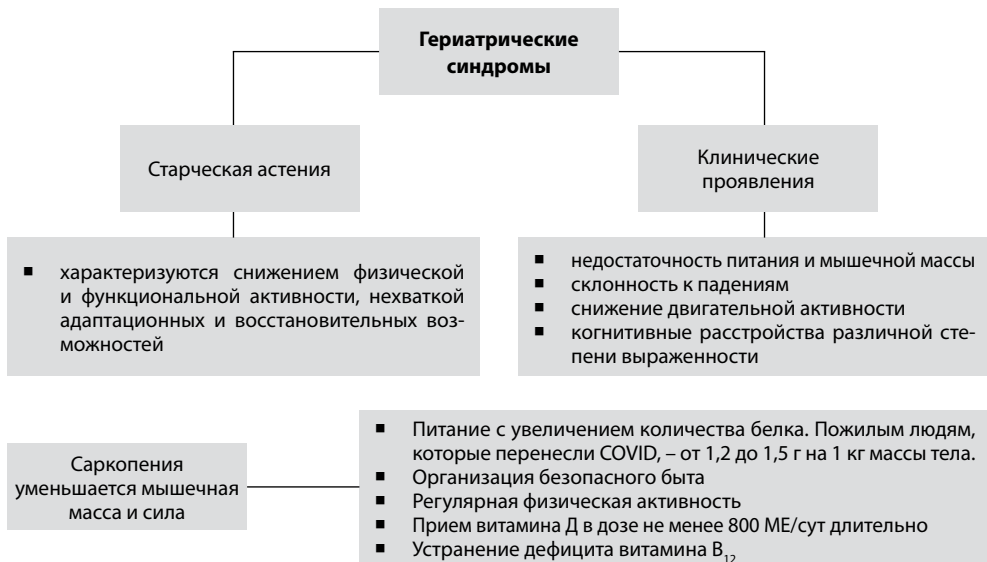 Гериатрические
синдромы
Старческая астения
Клинические
проявления
▪ характеризуются снижением физической
и функциональной активности, нехваткой
адаптационных и восстановительных воз-
можностей
▪ недостаточность питания и мышечной массы
▪ склонность к падениям
▪ снижение двигательной активности
▪ когнитивные расстройства различной сте-
пени выраженности
Саркопения
уменьшается мышечная
масса и сила
▪ Питание с увеличением количества белка. Пожилым людям,
которые перенесли COVID, – от 1,2 до 1,5 г на 1 кг массы тела.
▪ Организация безопасного быта
▪ Регулярная физическая активность
▪ Прием витамина Д в дозе не менее 800 МЕ/сут длительно
▪ Устранение дефицита витамина B12